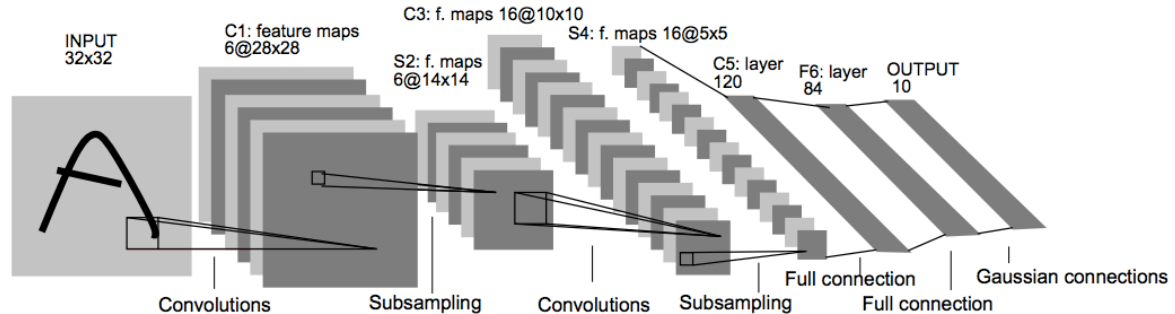 INPUT
32x32
C1: feature maps
6@28x28
S2: f. maps
6@14x14
C3: f. maps 16@10x10
S4: f. maps 16@5x5
C5: layer
120
F6: layer
84
OUTPUT
10
Convolutions
Subsampling
Convolutions
Subsampling
Full connection
Full connection
Gaussian connections